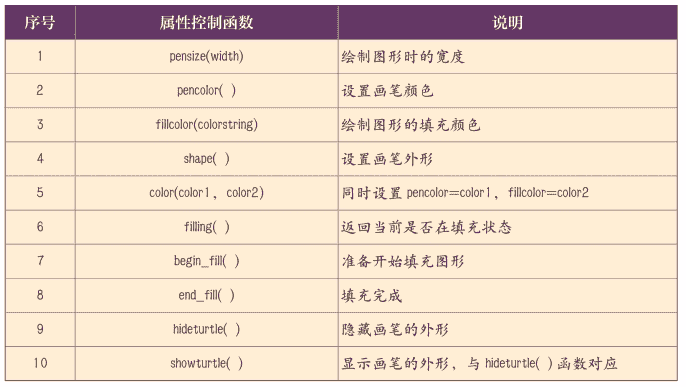 序号 属性控制函数 说明
1 pensize(width) 绘制图形时的宽度
2 pencolor( ) 设置画笔颜色
3 fillcolor(colorstring) 绘制图形的填充颜色
4 shape( ) 设置画笔外形
5 color(color1, color2) 同时设置 pencolor=color1, fillcolor=color2
6 filling( ) 返回当前是否在填充状态
7 begin_fill( ) 准备开始填充图形
8 end_fill( ) 填充完成
9 hideturtle( ) 隐藏画笔的外形
10 showturtle( ) 显示画笔的外形，与 hideturtle( )函数对应